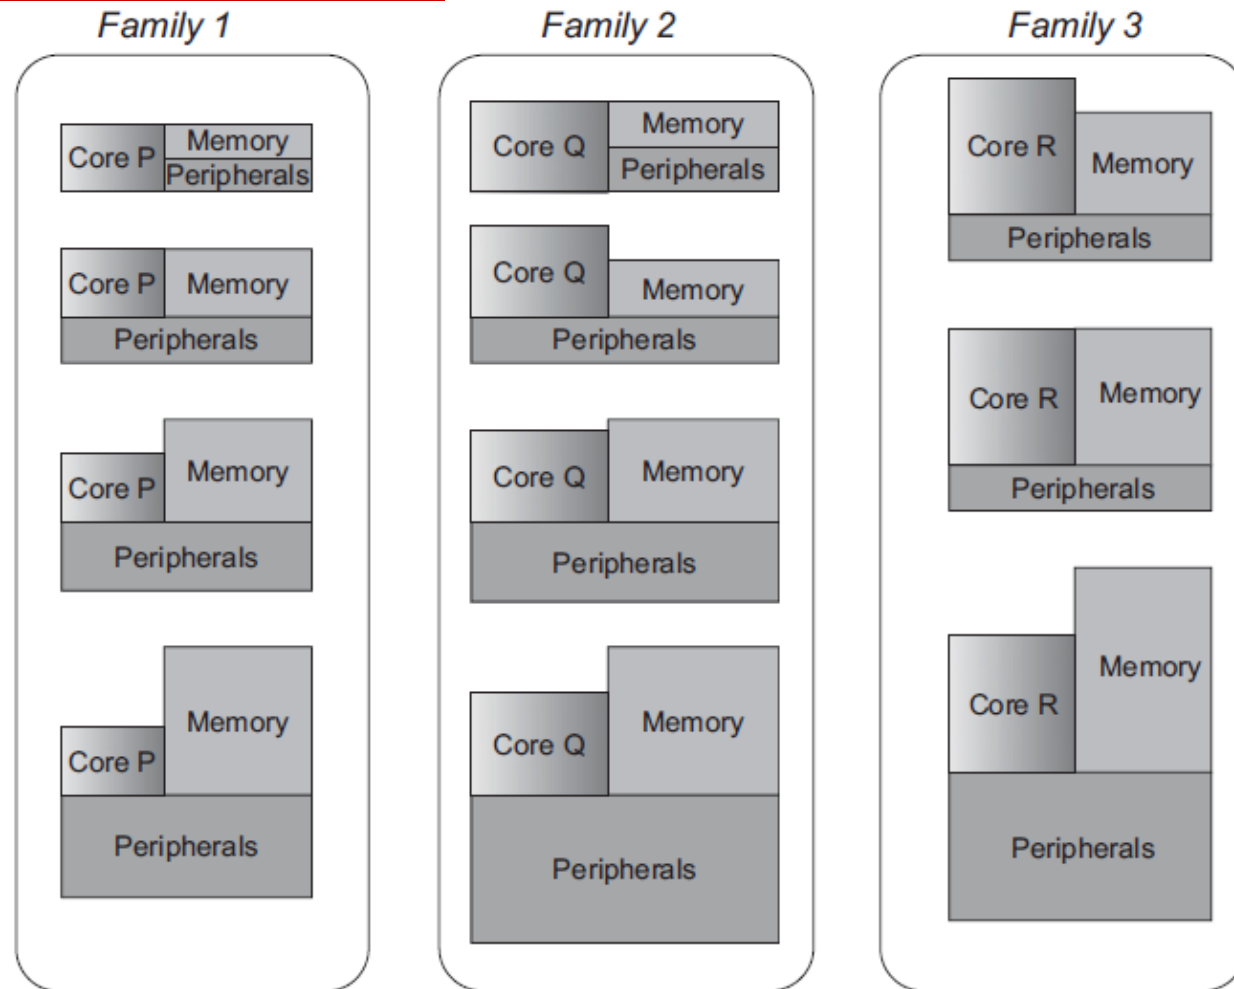 Family 1
Core P
Memory
Peripherals
Core P
Memory
Peripherals
Core P
Memory
Peripherals
Core P
Memory
Peripherals
Family 2
Core Q
Memory
Peripherals
Core Q
Memory
Peripherals
Core Q
Memory
Peripherals
Core Q
Memory
Peripherals
Family 3
Core R
Memory
Peripherals
Core R
Memory
Peripherals
Core R
Memory
Peripherals